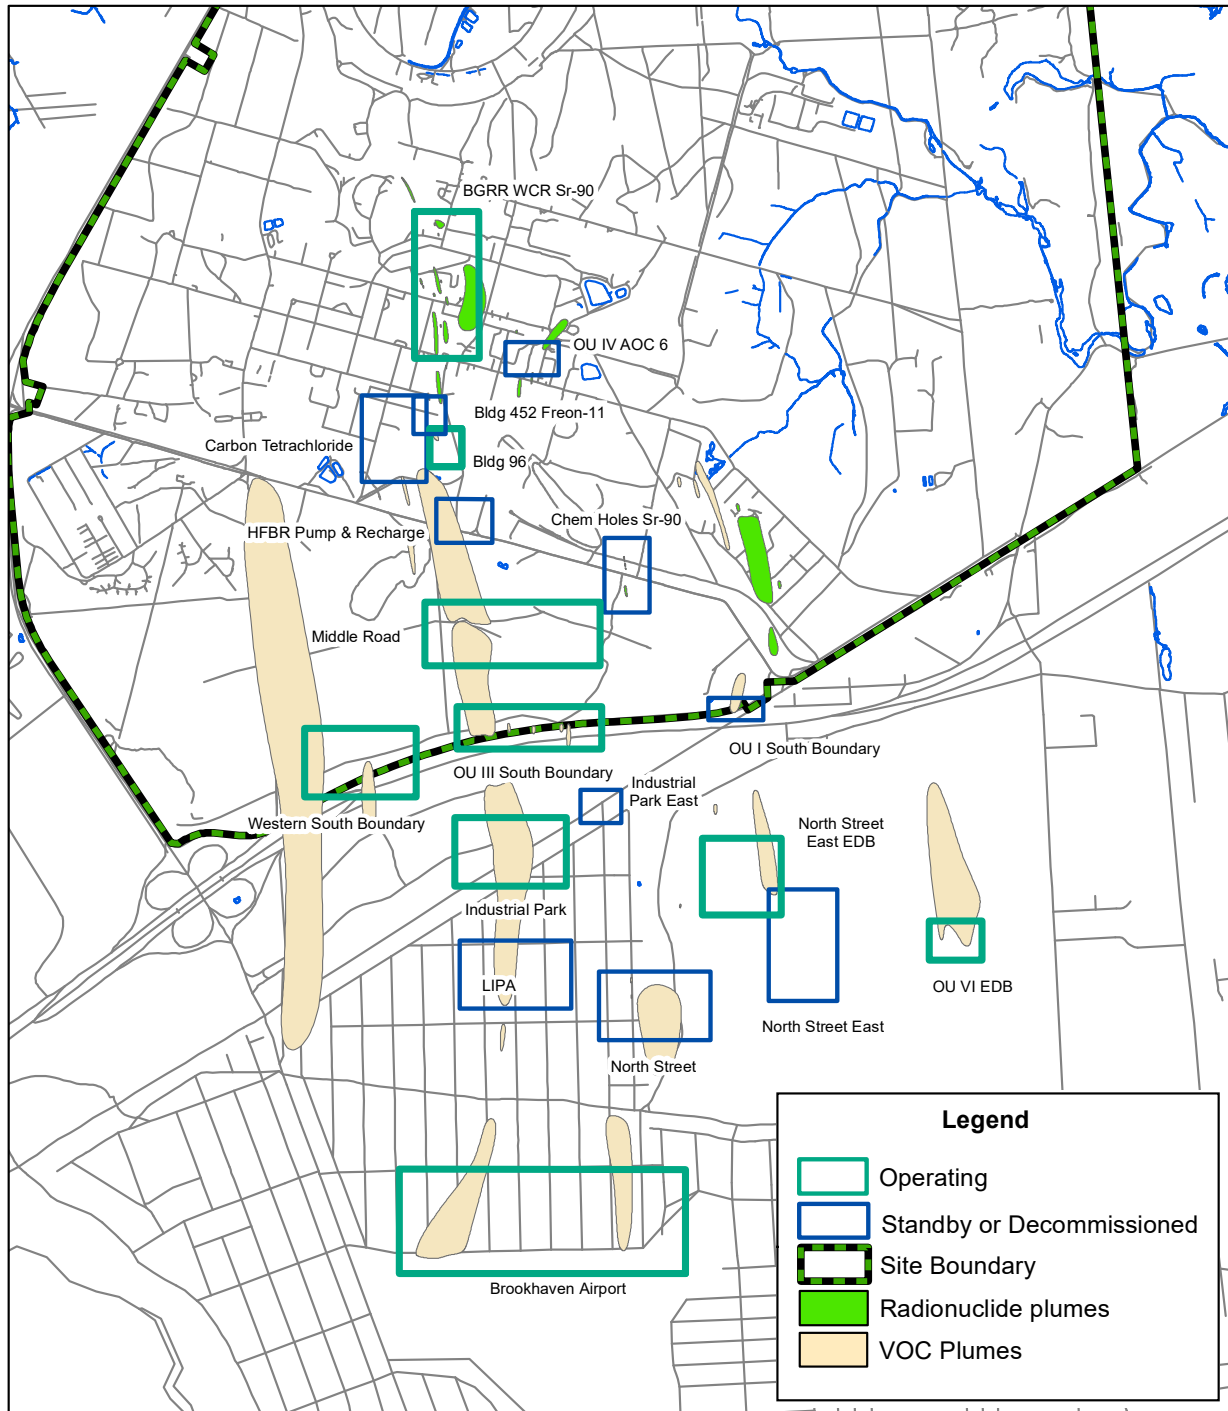 BGRR WCR Sr-90
OU IV AOC 6
Bldg 452 Freon-11
Carbon Tetrachloride
Bldg 96
Chem Holes Sr-90
HFBR Pump & Recharge
Middle Road
OU I South Boundary
OU III South Boundary
Industrial
Park East
Western South Boundary
North Street
East EDB
Industrial Park
LIPA
OU VI EDB
North Street East
North Street
Brookhaven Airport
Legend
Operating
Standby or Decommissioned
Site Boundary
Radionuclide plumes
VOC Plumes